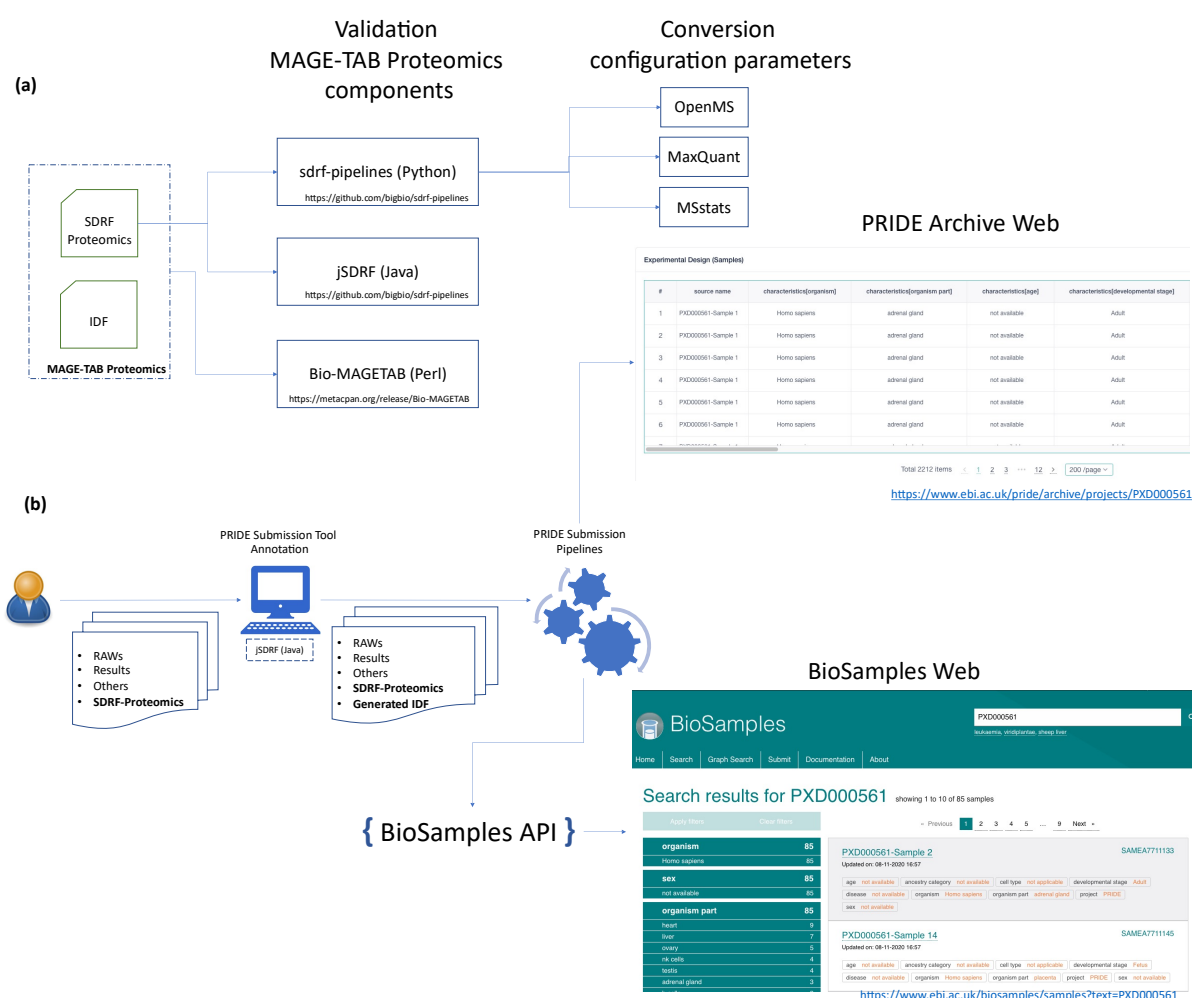 (a)
Validation
MAGE-TAB Proteomics
components
Conversion
configuration parameters
SDRF
Proteomics
IDF
MAGE-TAB Proteomics
sdrf-pipelines (Python)
https://github.com/bigbio/sdrf-pipelines
jSDRF (Java)
https://github.com/bigbio/sdrf-pipelines
Bio-MAGETAB (Perl)
https://metacpan.org/release/Bio-MAGETAB
OpenMS
MaxQuant
MSstats
PRIDE Archive Web
Experimental Design (Samples)
# source name characteristics[organism] characteristics[organism part] characteristics[age] characteristics[developmental stage]
1 PXD000561-Sample 1 Homo sapiens adrenal gland not available Adult
2 PXD000561-Sample 1 Homo sapiens adrenal gland not available Adult
3 PXD000561-Sample 1 Homo sapiens adrenal gland not available Adult
4 PXD000561-Sample 1 Homo sapiens adrenal gland not available Adult
5 PXD000561-Sample 1 Homo sapiens adrenal gland not available Adult
6 PXD000561-Sample 1 Homo sapiens adrenal gland not available Adult
Total 2212 items < 1 2 3 ··· 12 > 200 /page
https://www.ebi.ac.uk/pride/archive/projects/PXD000561
(b)
PRIDE Submission Tool
Annotation
jSDRF (Java)
PRIDE Submission
Pipelines
• RAWs
• Results
• Others
• SDRF-Proteomics
• RAWs
• Results
• Others
• SDRF-Proteomics
• Generated IDF
{ BioSamples API }
BioSamples Web
BioSamples
PXD000561
leukaemia, viridiplantae, sheep liver
Home Search Graph Search Submit Documentation About
Search results for PXD000561 showing 1 to 10 of 85 samples
Apply filters Clear filters
« Previous 1 2 3 4 5 ... 9 Next »
organism 85
Homo sapiens 85
sex 85
not available 85
organism part 85
heart 9
liver 7
ovary 5
nk cells 4
testis 4
adrenal gland 3
PXD000561-Sample 2 SAMEA7711133
Updated on: 08-11-2020 16:57
age not available ancestry category not available cell type not applicable developmental stage Adult
disease not available organism Homo sapiens organism part adrenal gland project PRIDE
sex not available
PXD000561-Sample 14 SAMEA7711145
Updated on: 08-11-2020 16:57
age not available ancestry category not available cell type not applicable developmental stage Fetus
disease not available organism Homo sapiens organism part placenta project PRIDE sex not available
https://www.ebi.ac.uk/biosamples/samples?text=PXD000561